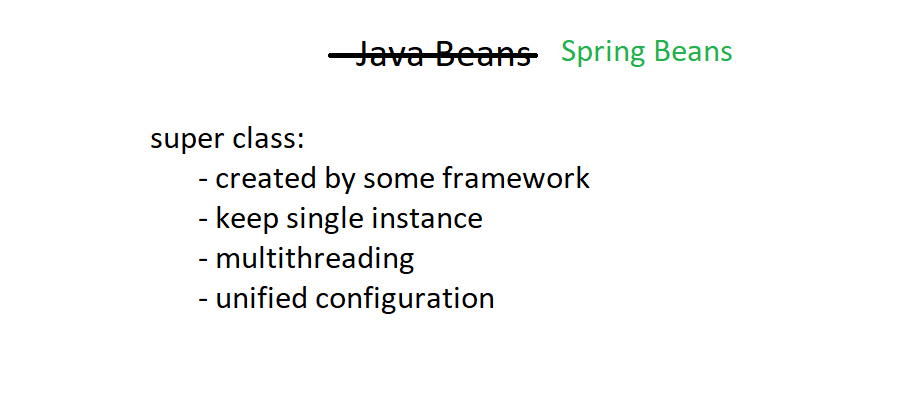 Java Beans Spring Beans
super class:
- created by some framework
- keep single instance
- multithreading
- unified configuration